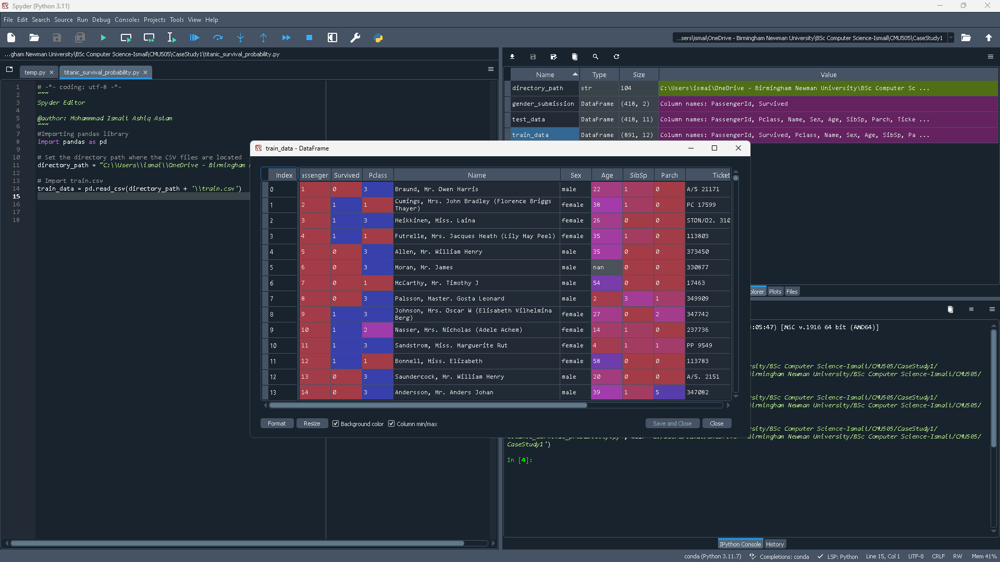 Spyder (Python 3.11)
File Edit Search Source Run Debug Consoles Projects Tools View Help
...sers\ismai\OneDrive - Birmingham Newman University\BSc Computer Science-Ismail\CMU505\CaseStudy1
...gham Newman University\BSc Computer Science-Ismail\CMU505\CaseStudy1\titanic_survival_probability.py
temp.py titanic_survival_probability.py
1 # -*- coding: utf-8 -*-
2 """
3 Spyder Editor
4
5 @author: Mohammmad Ismail Ashiq Aslam
6 """
7 #Importing pandas library
8 import pandas as pd
9
10 # Set the directory path where the CSV files are located
11 directory_path = "C:\\Users\\ismai\\OneDrive - Birmingham
12
13 # Import train.csv
14 train_data = pd.read_csv(directory_path + '\\train.csv')
15
16
17
18
Name Type Size Value
directory_path str 104 C:\Users\ismai\OneDrive - Birmingham Newman University\BSc Computer Sc ...
gender_submission DataFrame (418, 2) Column names: PassengerId, Survived
test_data DataFrame (418, 11) Column names: PassengerId, Pclass, Name, Sex, Age, SibSp, Parch, Ticke ...
train_data DataFrame (891, 12) Column names: PassengerId, Survived, Pclass, Name, Sex, Age, SibSp, Pa ...
train_data - DataFrame
Index assenger Survived Pclass Name Sex Age SibSp Parch Ticket
0 1 0 3 Braund, Mr. Owen Harris male 22 1 0 A/5 21171
1 2 1 1 Cumings, Mrs. John Bradley (Florence Briggs Thayer) female 38 1 0 PC 17599
2 3 1 3 Heikkinen, Miss. Laina female 26 0 0 STON/O2. 310
3 4 1 1 Futrelle, Mrs. Jacques Heath (Lily May Peel) female 35 1 0 113803
4 5 0 3 Allen, Mr. William Henry male 35 0 0 373450
5 6 0 3 Moran, Mr. James male nan 0 0 330877
6 7 0 1 McCarthy, Mr. Timothy J male 54 0 0 17463
7 8 0 3 Palsson, Master. Gosta Leonard male 2 3 1 349909
8 9 1 3 Johnson, Mrs. Oscar W (Elisabeth Vilhelmina Berg) female 27 0 2 347742
9 10 1 2 Nasser, Mrs. Nicholas (Adele Achem) female 14 1 0 237736
10 11 1 3 Sandstrom, Miss. Marguerite Rut female 4 1 1 PP 9549
11 12 1 1 Bonnell, Miss. Elizabeth female 58 0 0 113783
12 13 0 3 Saundercock, Mr. William Henry male 20 0 0 A/5. 2151
13 14 0 3 Andersson, Mr. Anders Johan male 39 1 5 347082
Format Resize Background color Column min/max Save and Close Close
plorer Plots Files
:05:47) [MSC v.1916 64 bit (AMD64)]
sity/BSc Computer Science-Ismail/CMU505/CaseStudy1/
Birmingham Newman University/BSc Computer Science-Ismail/CMU505/
sity/BSc Computer Science-Ismail/CMU505/CaseStudy1/
Birmingham Newman University/BSc Computer Science-Ismail/CMU505/
sity/BSc Computer Science-Ismail/CMU505/CaseStudy1/
Birmingham Newman University/BSc Computer Science-Ismail/CMU505/
CaseStudy1')
In [4]:
IPython Console History
conda (Python 3.11.7) Completions: conda LSP: Python Line 15, Col 1 UTF-8 CRLF RW Mem 41%